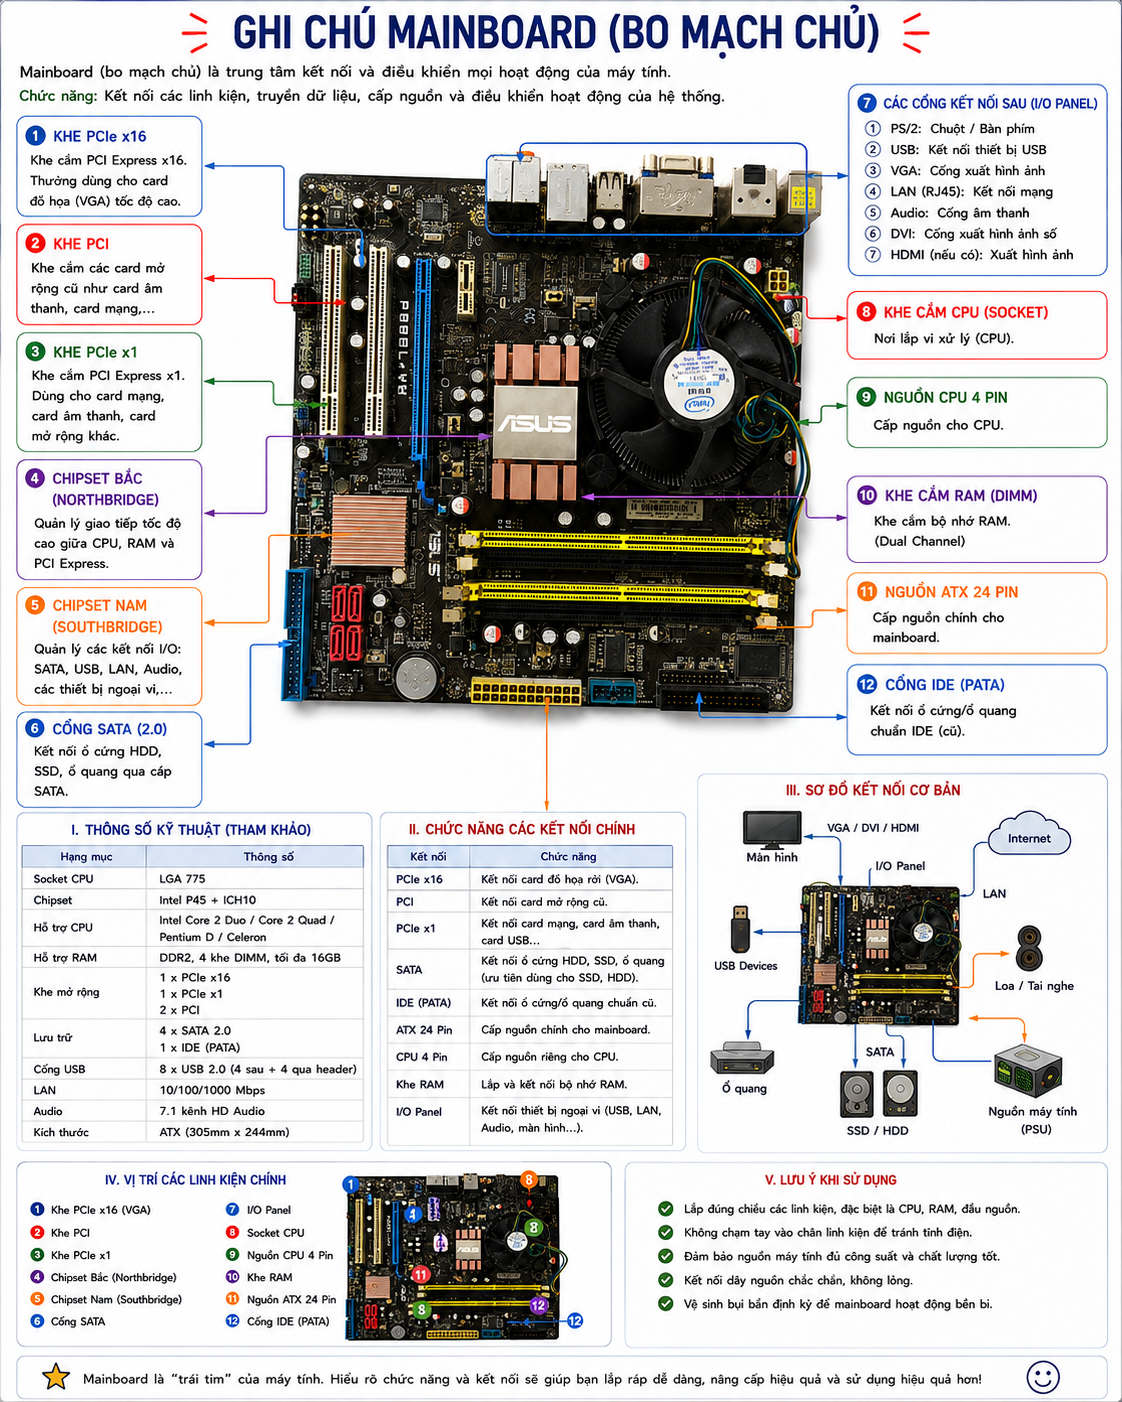 GHI CHÚ MAINBOARD (BO MẠCH CHỦ)
Mainboard (bo mạch chủ) là trung tâm kết nối và điều khiển mọi hoạt động của máy tính.
Chức năng: Kết nối các linh kiện, truyền dữ liệu, cấp nguồn và điều khiển hoạt động của hệ thống.
1 KHE PCIe x16
Khe cắm PCI Express x16.
Thường dùng cho card
đồ họa (VGA) tốc độ cao.
2 KHE PCI
Khe cắm các card mở
rộng cũ như card âm
thanh, card mạng,...
3 KHE PCIe x1
Khe cắm PCI Express x1.
Dùng cho card mạng,
card âm thanh, card
mở rộng khác.
4 CHIPSET BẮC
(NORTHBRIDGE)
Quản lý giao tiếp tốc độ
cao giữa CPU, RAM và
PCI Express.
5 CHIPSET NAM
(SOUTHBRIDGE)
Quản lý các kết nối I/O:
SATA, USB, LAN, Audio,
các thiết bị ngoại vi,...
6 CỔNG SATA (2.0)
Kết nối ổ cứng HDD,
SSD, ổ quang qua cáp
SATA.
ASUS
7 CÁC CỔNG KẾT NỐI SAU (I/O PANEL)
1 PS/2: Chuột / Bàn phím
2 USB: Kết nối thiết bị USB
3 VGA: Cổng xuất hình ảnh
4 LAN (RJ45): Kết nối mạng
5 Audio: Cổng âm thanh
6 DVI: Cổng xuất hình ảnh số
7 HDMI (nếu có): Xuất hình ảnh
8 KHE CẮM CPU (SOCKET)
Nơi lắp vi xử lý (CPU).
9 NGUỒN CPU 4 PIN
Cấp nguồn cho CPU.
10 KHE CẮM RAM (DIMM)
Khe cắm bộ nhớ RAM.
(Dual Channel)
11 NGUỒN ATX 24 PIN
Cấp nguồn chính cho
mainboard.
12 CỔNG IDE (PATA)
Kết nối ổ cứng/ổ quang
chuẩn IDE (cũ).
I. THÔNG SỐ KỸ THUẬT (THAM KHẢO)
Hạng mục Thông số
Socket CPU LGA 775
Chipset Intel P45 + ICH10
Hỗ trợ CPU Intel Core 2 Duo / Core 2 Quad /
Pentium D / Celeron
Hỗ trợ RAM DDR2, 4 khe DIMM, tối đa 16GB
Khe mở rộng 1 x PCIe x16
1 x PCIe x1
2 x PCI
Lưu trữ 4 x SATA 2.0
1 x IDE (PATA)
Cổng USB 8 x USB 2.0 (4 sau + 4 qua header)
LAN 10/100/1000 Mbps
Audio 7.1 kênh HD Audio
Kích thước ATX (305mm x 244mm)
II. CHỨC NĂNG CÁC KẾT NỐI CHÍNH
Kết nối Chức năng
PCIe x16 Kết nối card đồ họa rời (VGA).
PCI Kết nối card mở rộng cũ.
PCIe x1 Kết nối card mạng, card âm thanh,
card USB...
SATA Kết nối ổ cứng HDD, SSD, ổ quang
(ưu tiên dùng cho SSD, HDD).
IDE (PATA) Kết nối ổ cứng/ổ quang chuẩn cũ.
ATX 24 Pin Cấp nguồn chính cho mainboard.
CPU 4 Pin Cấp nguồn riêng cho CPU.
Khe RAM Lắp và kết nối bộ nhớ RAM.
I/O Panel Kết nối thiết bị ngoại vi (USB, LAN,
Audio, màn hình...).
III. SƠ ĐỒ KẾT NỐI CƠ BẢN
VGA / DVI / HDMI
Màn hình
Internet
I/O Panel
LAN
USB Devices
Loa / Tai nghe
Ổ quang
SATA
SSD / HDD
Nguồn máy tính
(PSU)
IV. VỊ TRÍ CÁC LINH KIỆN CHÍNH
1 Khe PCIe x16 (VGA)
2 Khe PCI
3 Khe PCIe x1
4 Chipset Bắc (Northbridge)
5 Chipset Nam (Southbridge)
6 Cổng SATA
7 I/O Panel
8 Socket CPU
9 Nguồn CPU 4 Pin
10 Khe RAM
11 Nguồn ATX 24 Pin
12 Cổng IDE (PATA)
1
8
4
8
11
8
12
12
V. LƯU Ý KHI SỬ DỤNG
Lắp đúng chiều các linh kiện, đặc biệt là CPU, RAM, đầu nguồn.
Không chạm tay vào chân linh kiện để tránh tĩnh điện.
Đảm bảo nguồn máy tính đủ công suất và chất lượng tốt.
Kết nối dây nguồn chắc chắn, không lỏng.
Vệ sinh bụi bẩn định kỳ để mainboard hoạt động bền bỉ.
Mainboard là “trái tim” của máy tính. Hiểu rõ chức năng và kết nối sẽ giúp bạn lắp ráp dễ dàng, nâng cấp hiệu quả và sử dụng hiệu quả hơn!